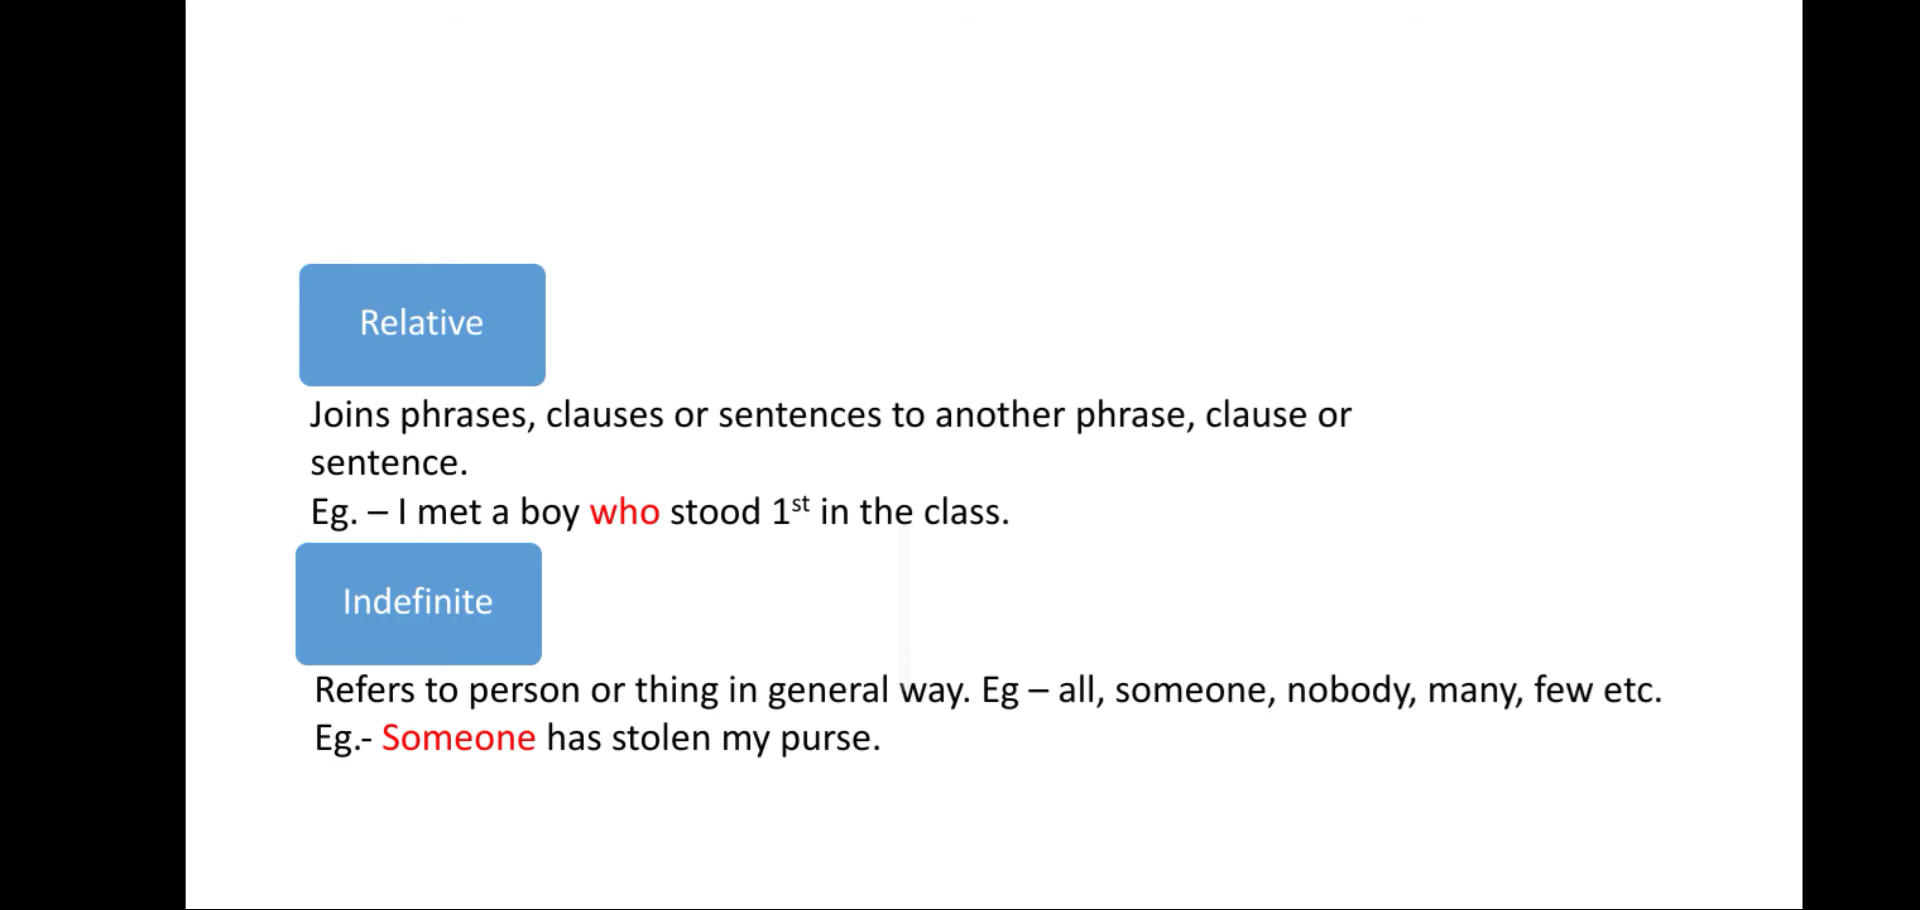 Relative
Joins phrases, clauses or sentences to another phrase, clause or
sentence.
Eg. – I met a boy who stood 1st in the class.
Indefinite
Refers to person or thing in general way. Eg – all, someone, nobody, many, few etc.
Eg.- Someone has stolen my purse.